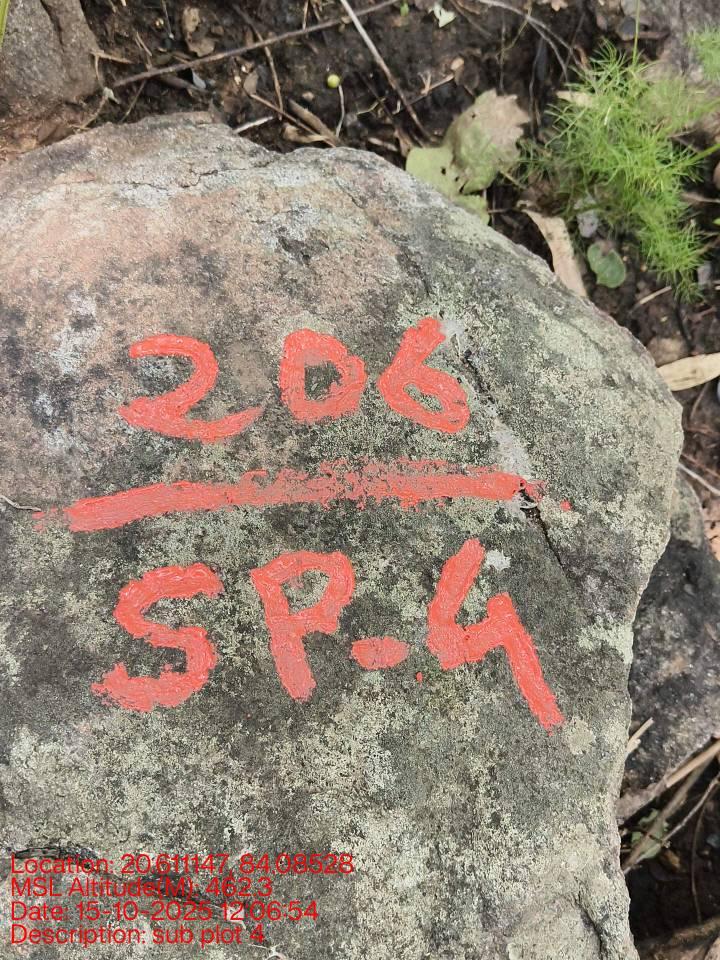 206
SP.4
Location: 20.611147, 84.08528
MSL Altitude(M): 462.3
Date: 15-10-2025 12:06:54
Description: sub plot 4